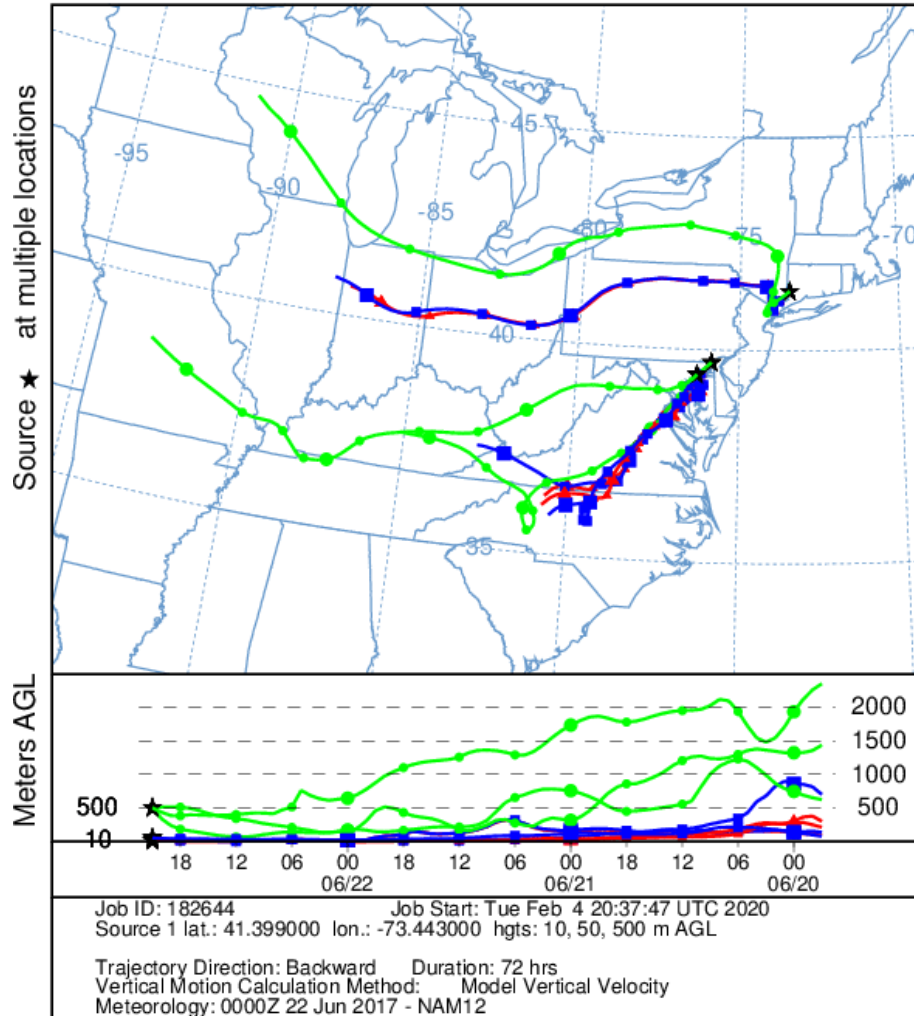 Source ★ at multiple locations
-95
-90
-85
-80
-75
-70
45
40
35
Meters AGL
2000
1500
1000
500
500
10
18 12 06 00 18 12 06 00 18 12 06 00
06/22 06/21 06/20
Job ID: 182644 Job Start: Tue Feb 4 20:37:47 UTC 2020
Source 1 lat.: 41.399000 lon.: -73.443000 hgts: 10, 50, 500 m AGL
Trajectory Direction: Backward Duration: 72 hrs
Vertical Motion Calculation Method: Model Vertical Velocity
Meteorology: 0000Z 22 Jun 2017 - NAM12